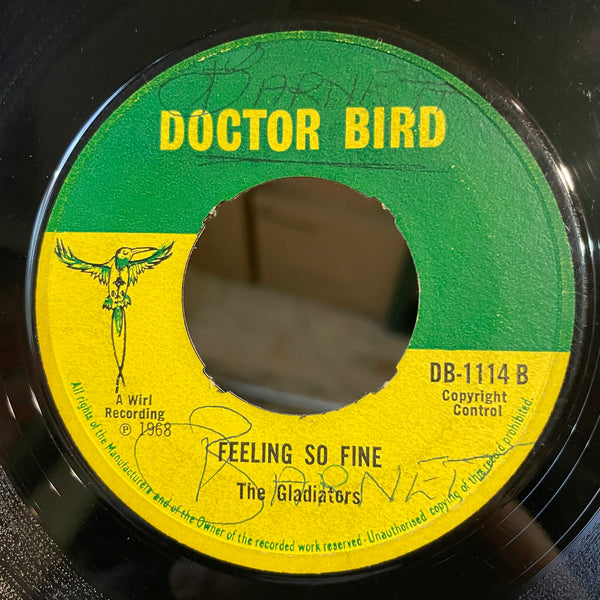 BARNETT
DOCTOR BIRD
DB-1114 B
Copyright
Control
A Wirl
Recording
℗ 1968
FEELING SO FINE
The Gladiators
BARNETT
All rights of the Manufacturers and of the Owner of the recorded work reserved · Unauthorised copying of this record prohibited.